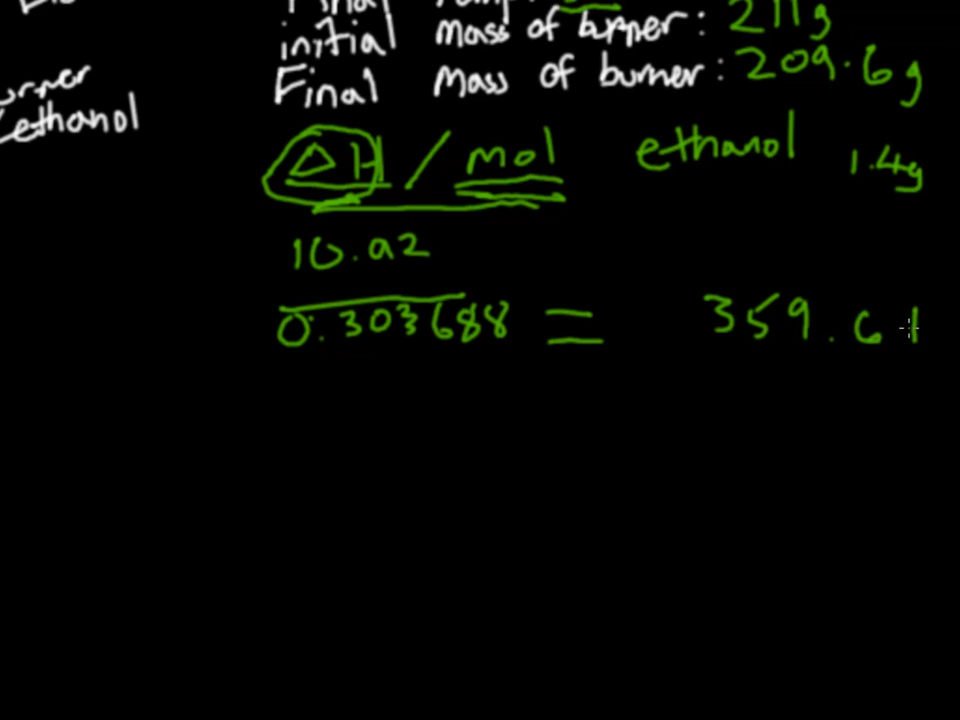 initial mass of burner: 211g
Final mass of burner: 209.6g
ethanol
ΔH / mol ethanol 1.4g
10.92
0.303688 = 359.61